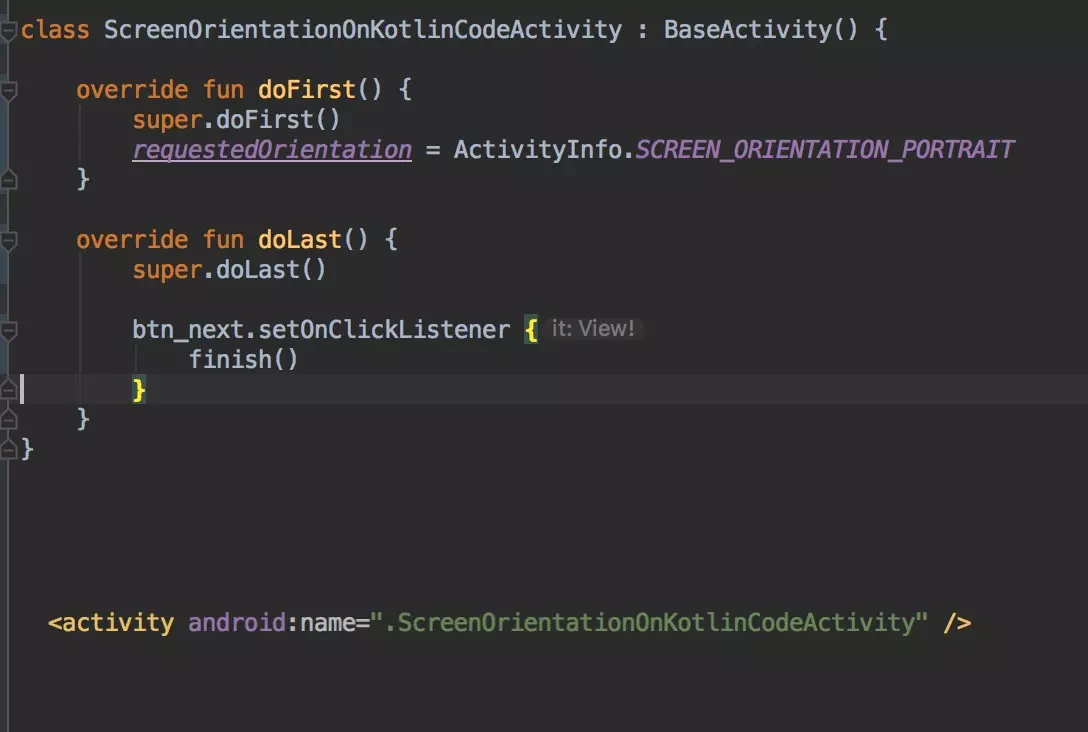 class ScreenOrientationOnKotlinCodeActivity : BaseActivity() {
override fun doFirst() {
super.doFirst()
requestedOrientation = ActivityInfo.SCREEN_ORIENTATION_PORTRAIT
}
override fun doLast() {
super.doLast()
btn_next.setOnClickListener { it: View!
finish()
}
}
}
<activity android:name=".ScreenOrientationOnKotlinCodeActivity" />